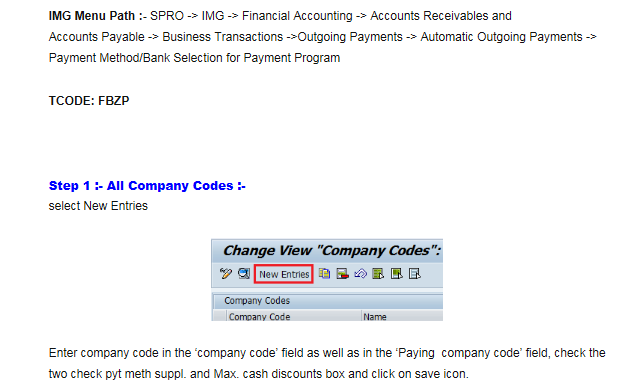 IMG Menu Path :- SPRO -> IMG -> Financial Accounting -> Accounts Receivables and
Accounts Payable -> Business Transactions ->Outgoing Payments -> Automatic Outgoing Payments ->
Payment Method/Bank Selection for Payment Program
TCODE: FBZP
Step 1 :- All Company Codes :-
select New Entries
Change View "Company Codes":
New Entries
Company Codes
Company Code Name
Enter company code in the ‘company code’ field as well as in the ‘Paying company code’ field, check the
two check pyt meth suppl. and Max. cash discounts box and click on save icon.